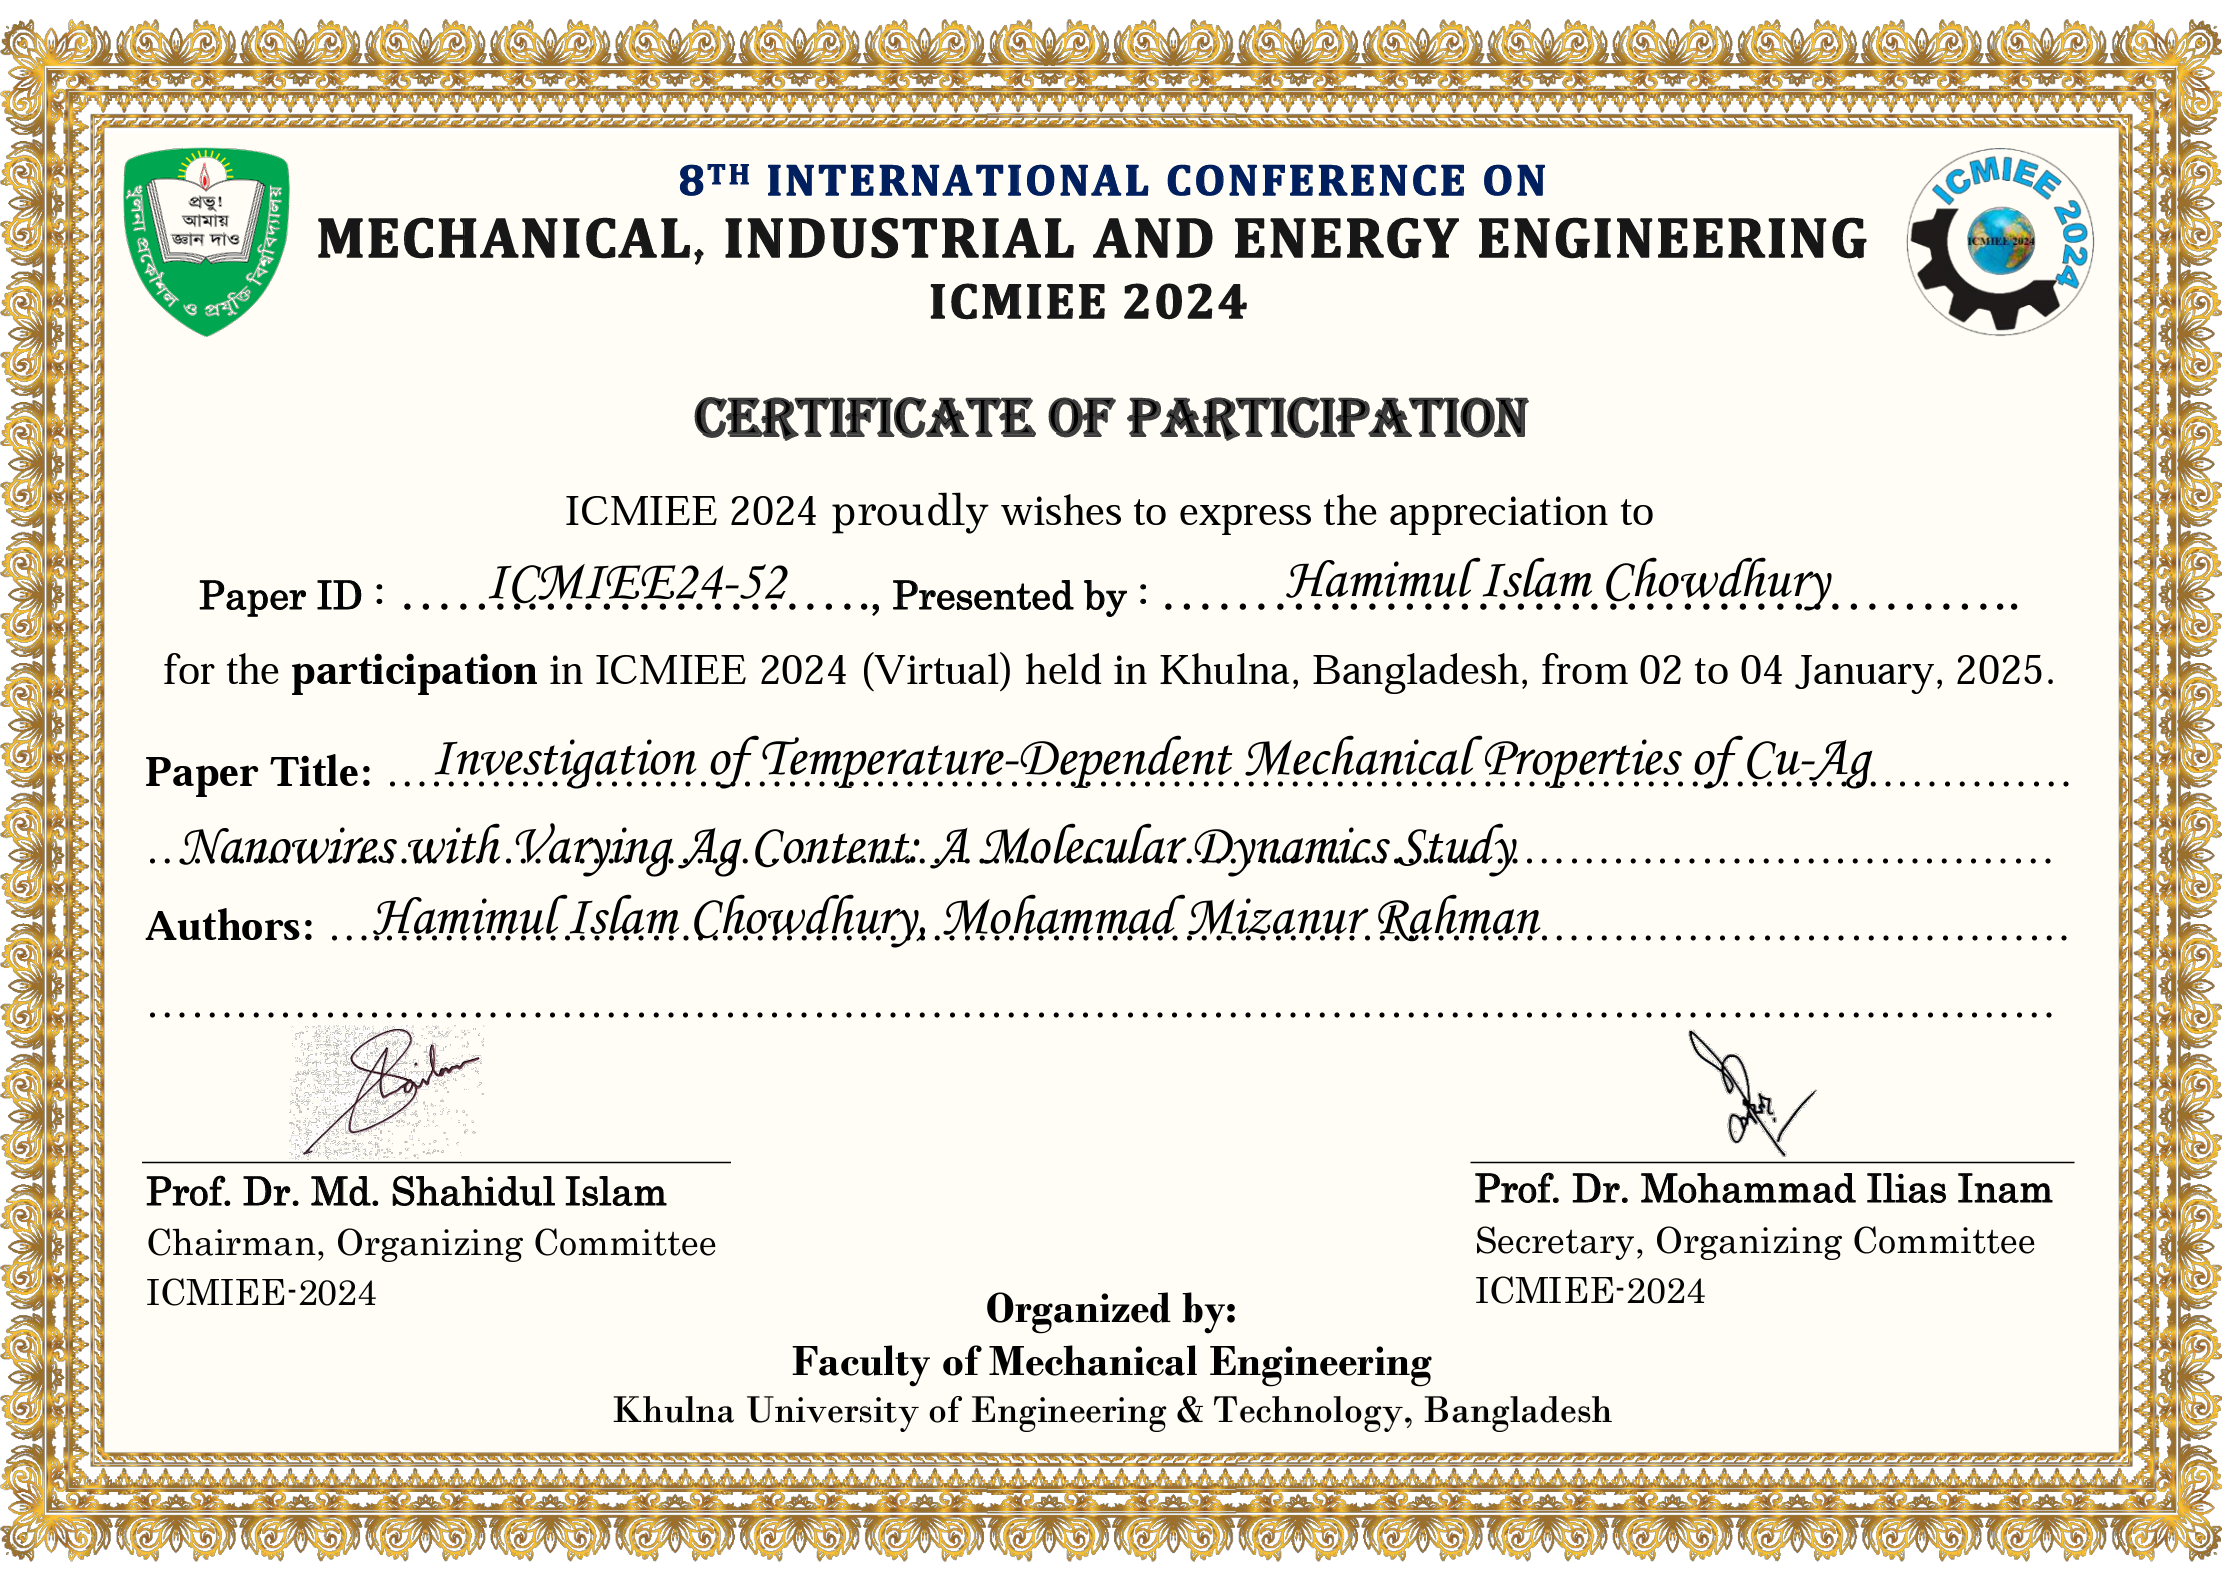 8TH INTERNATIONAL CONFERENCE ON
MECHANICAL, INDUSTRIAL AND ENERGY ENGINEERING
ICMIEE 2024
প্রভু!
আমায়
জ্ঞান দাও
খুলনা প্রকৌশল ও প্রযুক্তি বিশ্ববিদ্যালয়
ICMIEE 2024
ICMIEE 2024
CERTIFICATE OF PARTICIPATION
ICMIEE 2024 proudly wishes to express the appreciation to
Paper ID : ICMIEE24-52, Presented by : Hamimul Islam Chowdhury
for the participation in ICMIEE 2024 (Virtual) held in Khulna, Bangladesh, from 02 to 04 January, 2025.
Paper Title: Investigation of Temperature-Dependent Mechanical Properties of Cu-Ag
Nanowires with Varying Ag Content: A Molecular Dynamics Study
Authors: Hamimul Islam Chowdhury, Mohammad Mizanur Rahman
Prof. Dr. Md. Shahidul Islam
Chairman, Organizing Committee
ICMIEE-2024
Prof. Dr. Mohammad Ilias Inam
Secretary, Organizing Committee
ICMIEE-2024
Organized by:
Faculty of Mechanical Engineering
Khulna University of Engineering & Technology, Bangladesh